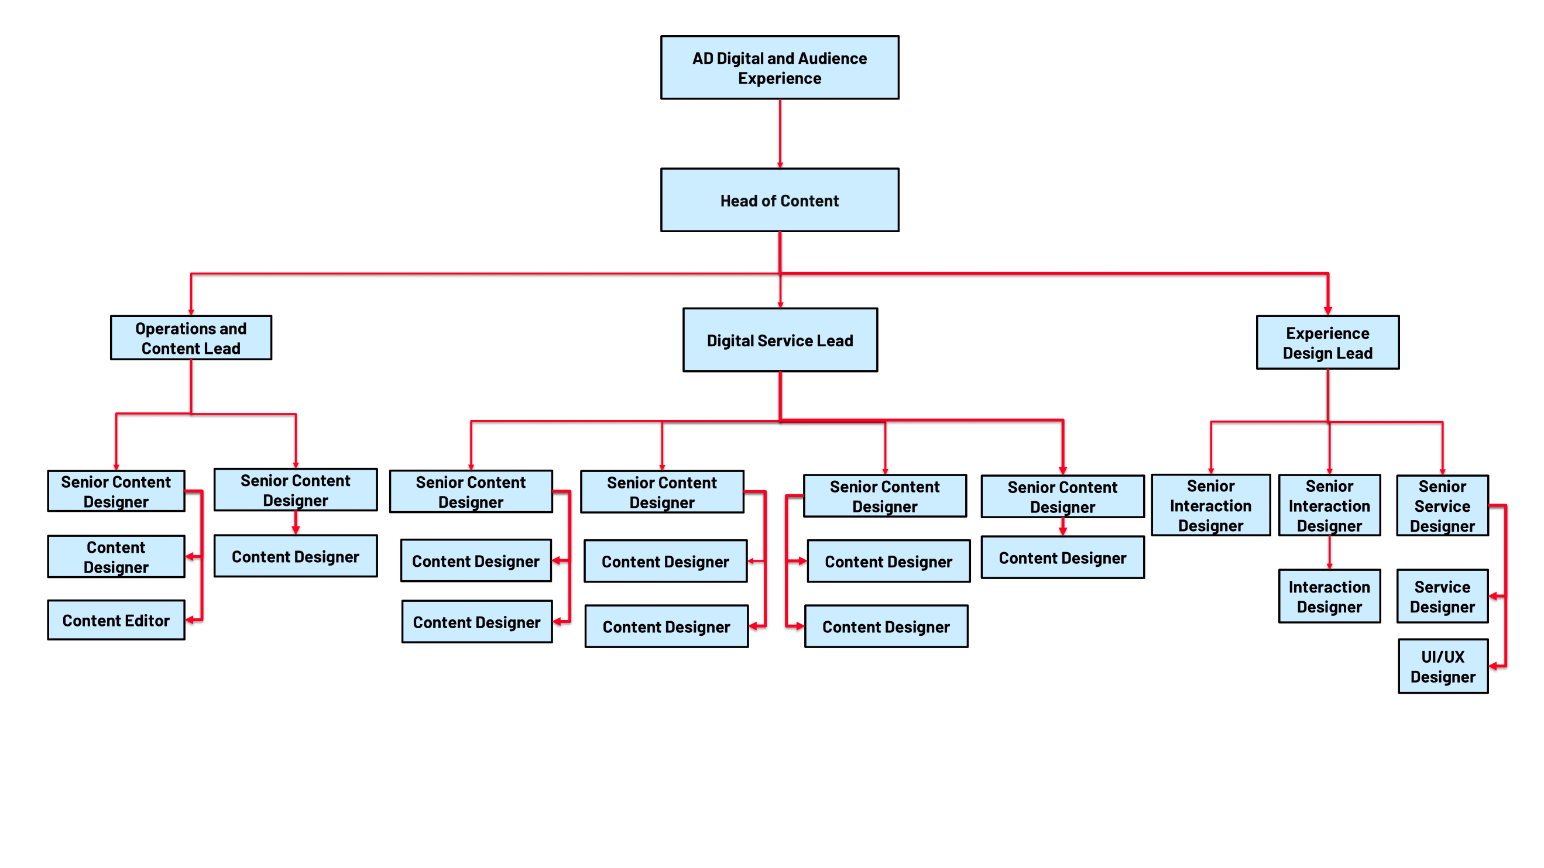 AD Digital and Audience
Experience
Head of Content
Operations and
Content Lead
Digital Service Lead
Experience
Design Lead
Senior Content
Designer
Senior Content
Designer
Senior Content
Designer
Senior Content
Designer
Senior Content
Designer
Senior Content
Designer
Senior
Interaction
Designer
Senior
Interaction
Designer
Senior
Service
Designer
Content
Designer
Content Designer
Content Designer
Content Designer
Content Designer
Content Designer
Interaction
Designer
Service
Designer
Content Editor
Content Designer
Content Designer
Content Designer
UI/UX
Designer